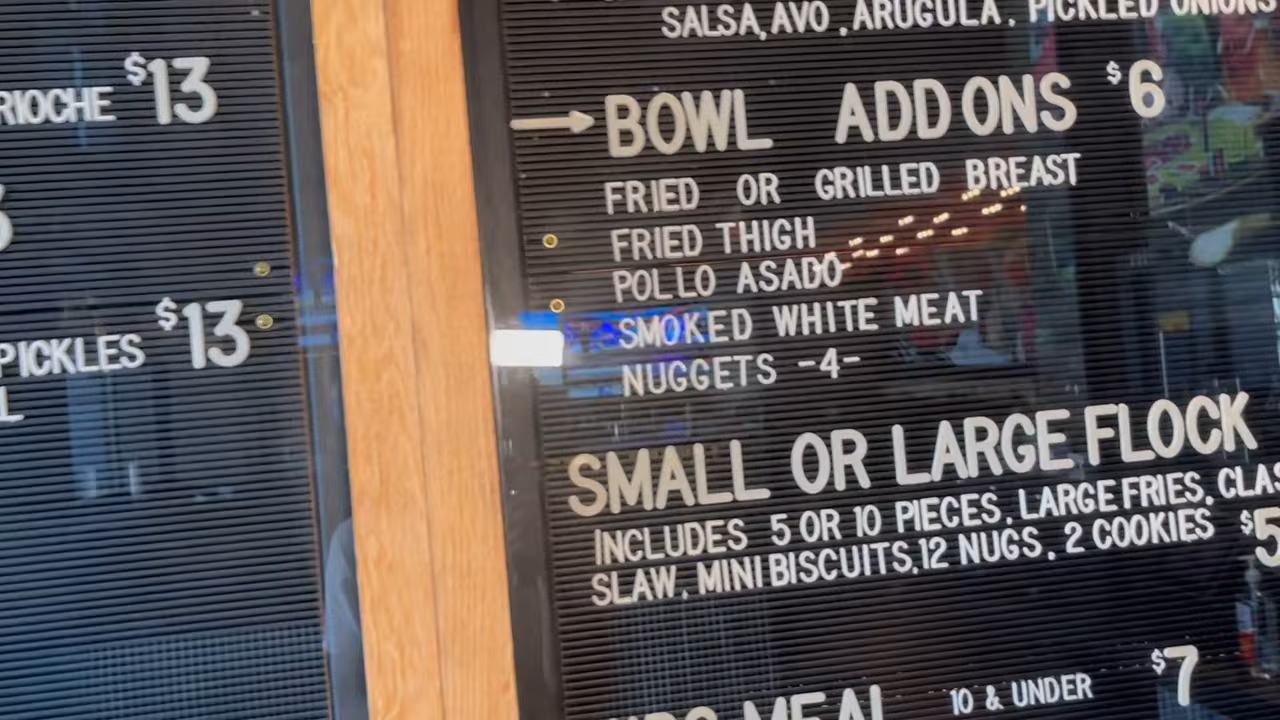 $13
PICKLES $13
SALSA, AVO, ARUGULA, PICKLED ONIONS
BOWL ADD ONS $6
FRIED OR GRILLED BREAST
FRIED THIGH
POLLO ASADO
SMOKED WHITE MEAT
NUGGETS -4-
SMALL OR LARGE FLOCK
INCLUDES 5 OR 10 PIECES, LARGE FRIES,
SLAW, MINI BISCUITS, 12 NUGS, 2 COOKIES
MEAL 10 & UNDER $7